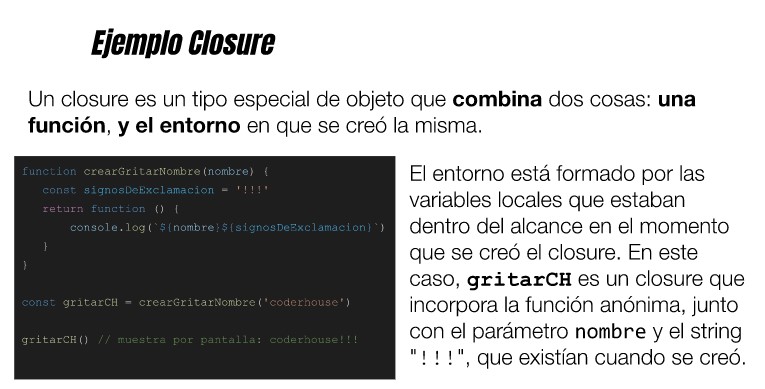 Ejemplo Closure
Un closure es un tipo especial de objeto que combina dos cosas: una
función, y el entorno en que se creó la misma.
function crearGritarNombre(nombre) {
const signosDeExclamacion = '!!!'
return function () {
console.log(`${nombre}${signosDeExclamacion}`)
}
}
const gritarCH = crearGritarNombre('coderhouse')
gritarCH() // muestra por pantalla: coderhouse!!!
El entorno está formado por las
variables locales que estaban
dentro del alcance en el momento
que se creó el closure. En este
caso, gritarCH es un closure que
incorpora la función anónima, junto
con el parámetro nombre y el string
"!!!", que existían cuando se creó.